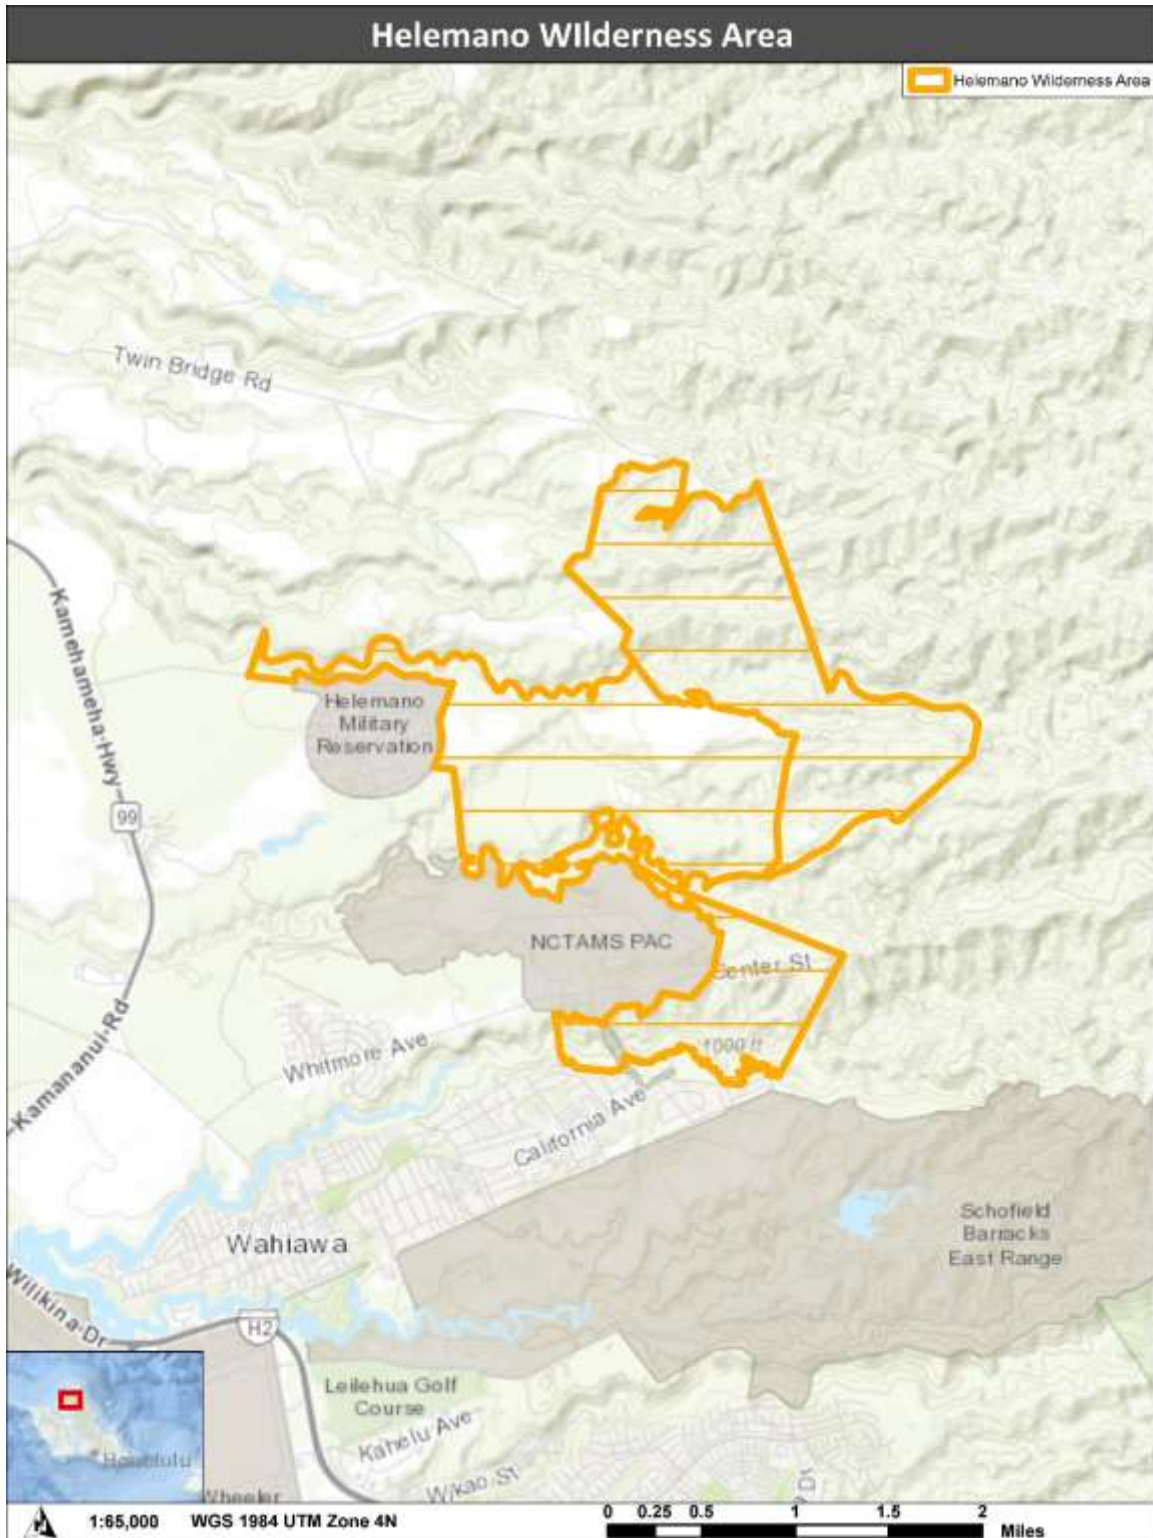 Helemano WIlderness Area
Helemano Wilderness Area
Twin Bridge Rd
Kamehameha Hwy
Helemano
Military
Reservation
99
NCTAMS PAC
Center St
1000 ft
Whitmore Ave
Kamananui Rd
California Ave
Schofield
Barracks
East Range
Wahiawa
Wilikina Dr
H2
Leilehua Golf
Course
Kahelu Ave
Wikao St
Honolulu
Wheeler
1:65,000 WGS 1984 UTM Zone 4N
0 0.25 0.5 1 1.5 2
Miles